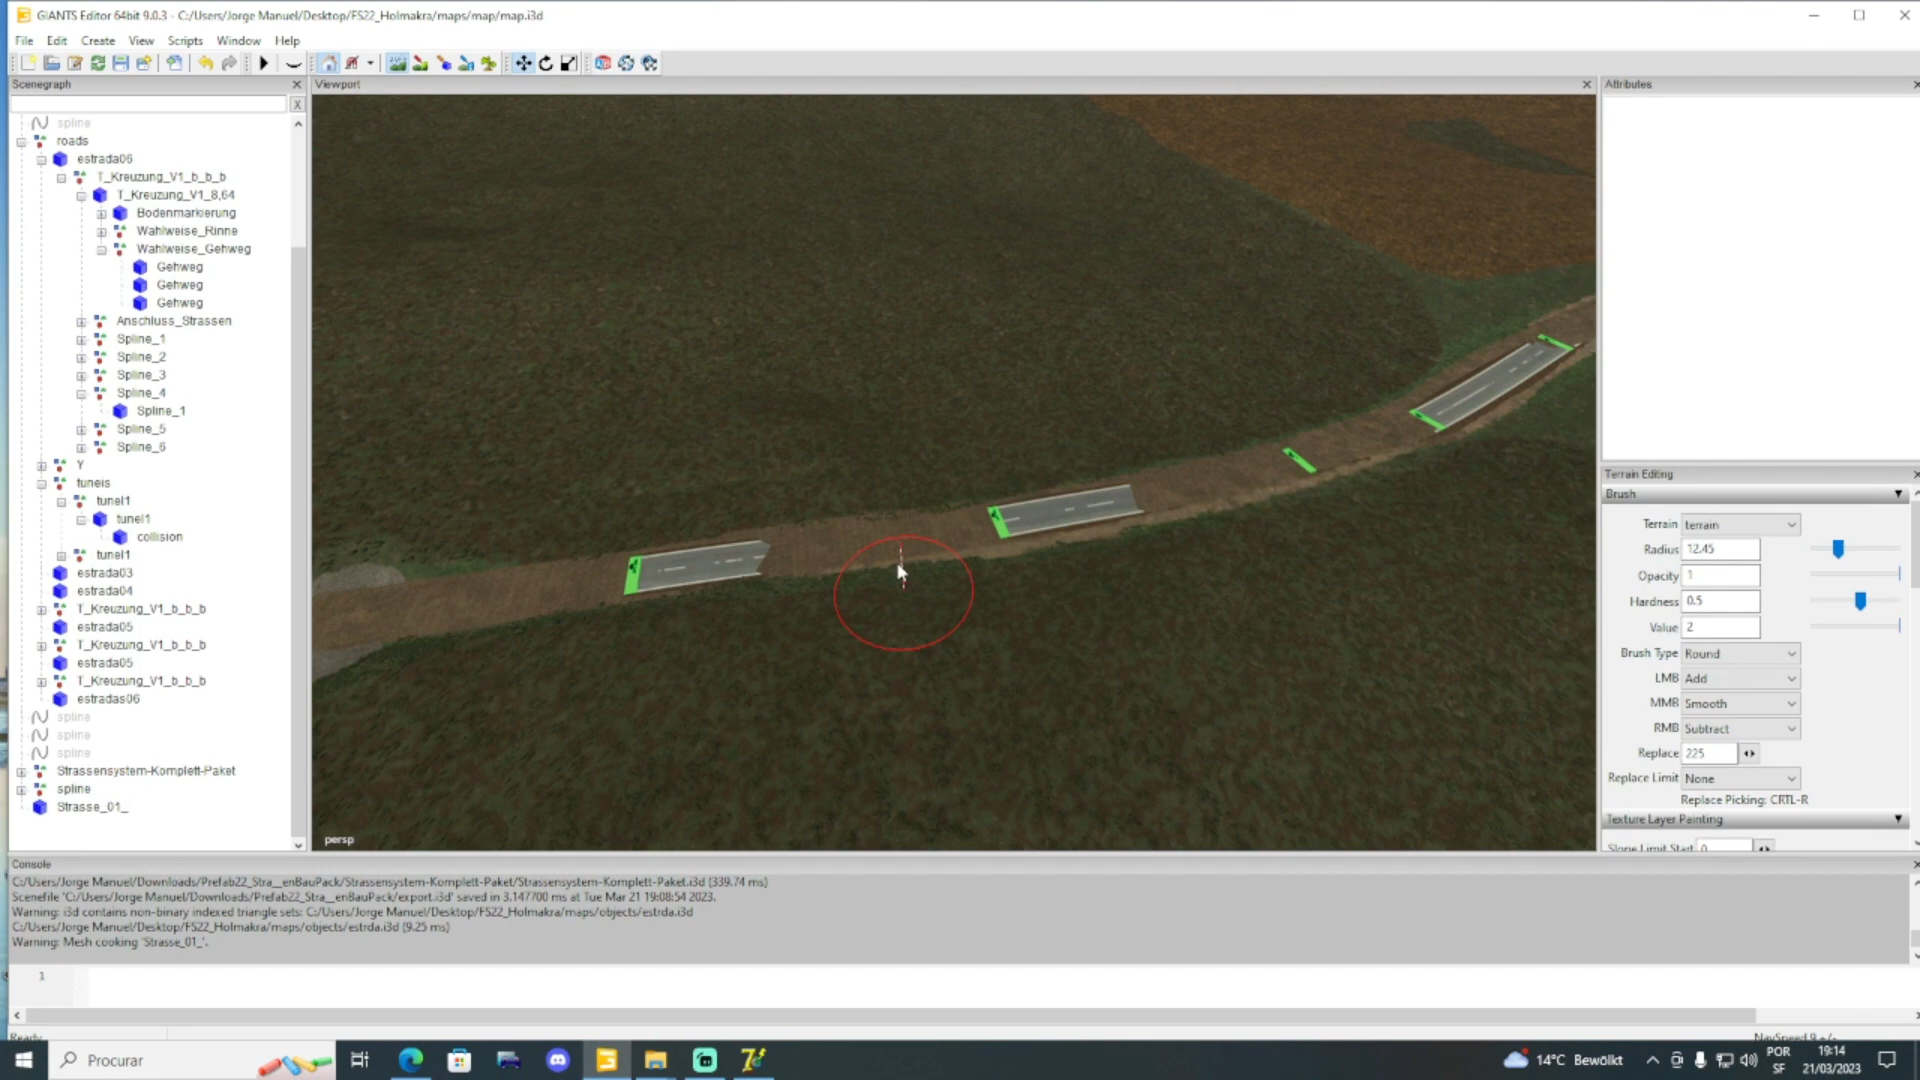 GIANTS Editor 64bit 9.0.3 - C:/Users/Jorge Manuel/Desktop/FS22_Holmakra/maps/map/map.i3d
File Edit Create View Scripts Window Help
Scenegraph
Viewport
Attributes
X
spline
roads
estrada06
T_Kreuzung_V1_b_b_b
T_Kreuzung_V1_8,64
Bodenmarkierung
Wahlweise_Rinne
Wahlweise_Gehweg
Gehweg
Gehweg
Gehweg
Anschluss_Strassen
Spline_1
Spline_2
Spline_3
Spline_4
Spline_1
Spline_5
Spline_6
Y
tuneis
tunel1
tunel1
collision
tunel1
estrada03
estrada04
T_Kreuzung_V1_b_b_b
estrada05
T_Kreuzung_V1_b_b_b
estrada05
T_Kreuzung_V1_b_b_b
estradas06
spline
spline
spline
Strassensystem-Komplett-Paket
spline
Strasse_01_
persp
Terrain Editing
Brush
Terrain terrain
Radius 12.45
Opacity 1
Hardness 0.5
Value 2
Brush Type Round
LMB Add
MMB Smooth
RMB Subtract
Replace 225
Replace Limit None
Replace Picking: CRTL-R
Texture Layer Painting
Slope Limit Start 0
Console
C:/Users/Jorge Manuel/Downloads/Prefab22_Stra__enBauPack/Strassensystem-Komplett-Paket/Strassensystem-Komplett-Paket.i3d (339.74 ms)
Scenefile 'C:/Users/Jorge Manuel/Downloads/Prefab22_Stra__enBauPack/export.i3d' saved in 3.147700 ms at Tue Mar 21 19:08:54 2023.
Warning: i3d contains non-binary indexed triangle sets: C:/Users/Jorge Manuel/Desktop/FS22_Holmakra/maps/objects/estrda.i3d
C:/Users/Jorge Manuel/Desktop/FS22_Holmakra/maps/objects/estrda.i3d (9.25 ms)
Warning: Mesh cooking 'Strasse_01_'.
1
Ready
NavSpeed 9 +/-
Procurar
14°C Bewölkt
POR
SF
19:14
21/03/2023